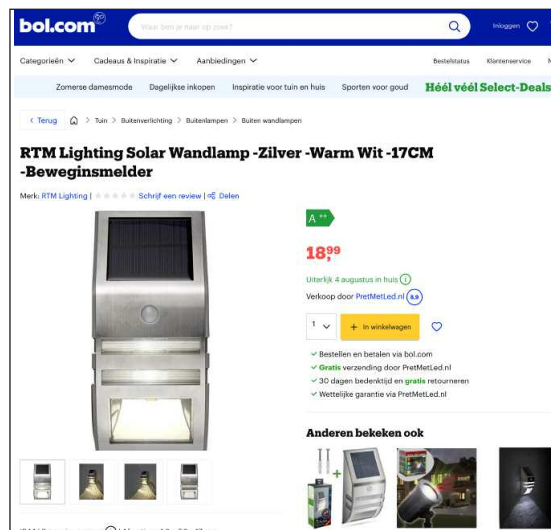 bol.com
Waar ben je naar op zoek?
Inloggen
Categorieën
Cadeaus & Inspiratie
Aanbiedingen
Bestelstatus
Klantenservice
Zomerse damesmode
Dagelijkse inkopen
Inspiratie voor tuin en huis
Sporten voor goud
Héél véél Select-Deals
< Terug > Tuin > Buitenverlichting > Buitenlampen > Buiten wandlampen
RTM Lighting Solar Wandlamp -Zilver -Warm Wit -17CM
-Beweginsmelder
Merk: RTM Lighting | Schrijf een review | Delen
A ++
18,99
Uiterlijk 4 augustus in huis
Verkoop door PretMetLed.nl 8,9
1
+ In winkelwagen
Bestellen en betalen via bol.com
Gratis verzending door PretMetLed.nl
30 dagen bedenktijd en gratis retourneren
Wettelijke garantie via PretMetLed.nl
Anderen bekeken ook